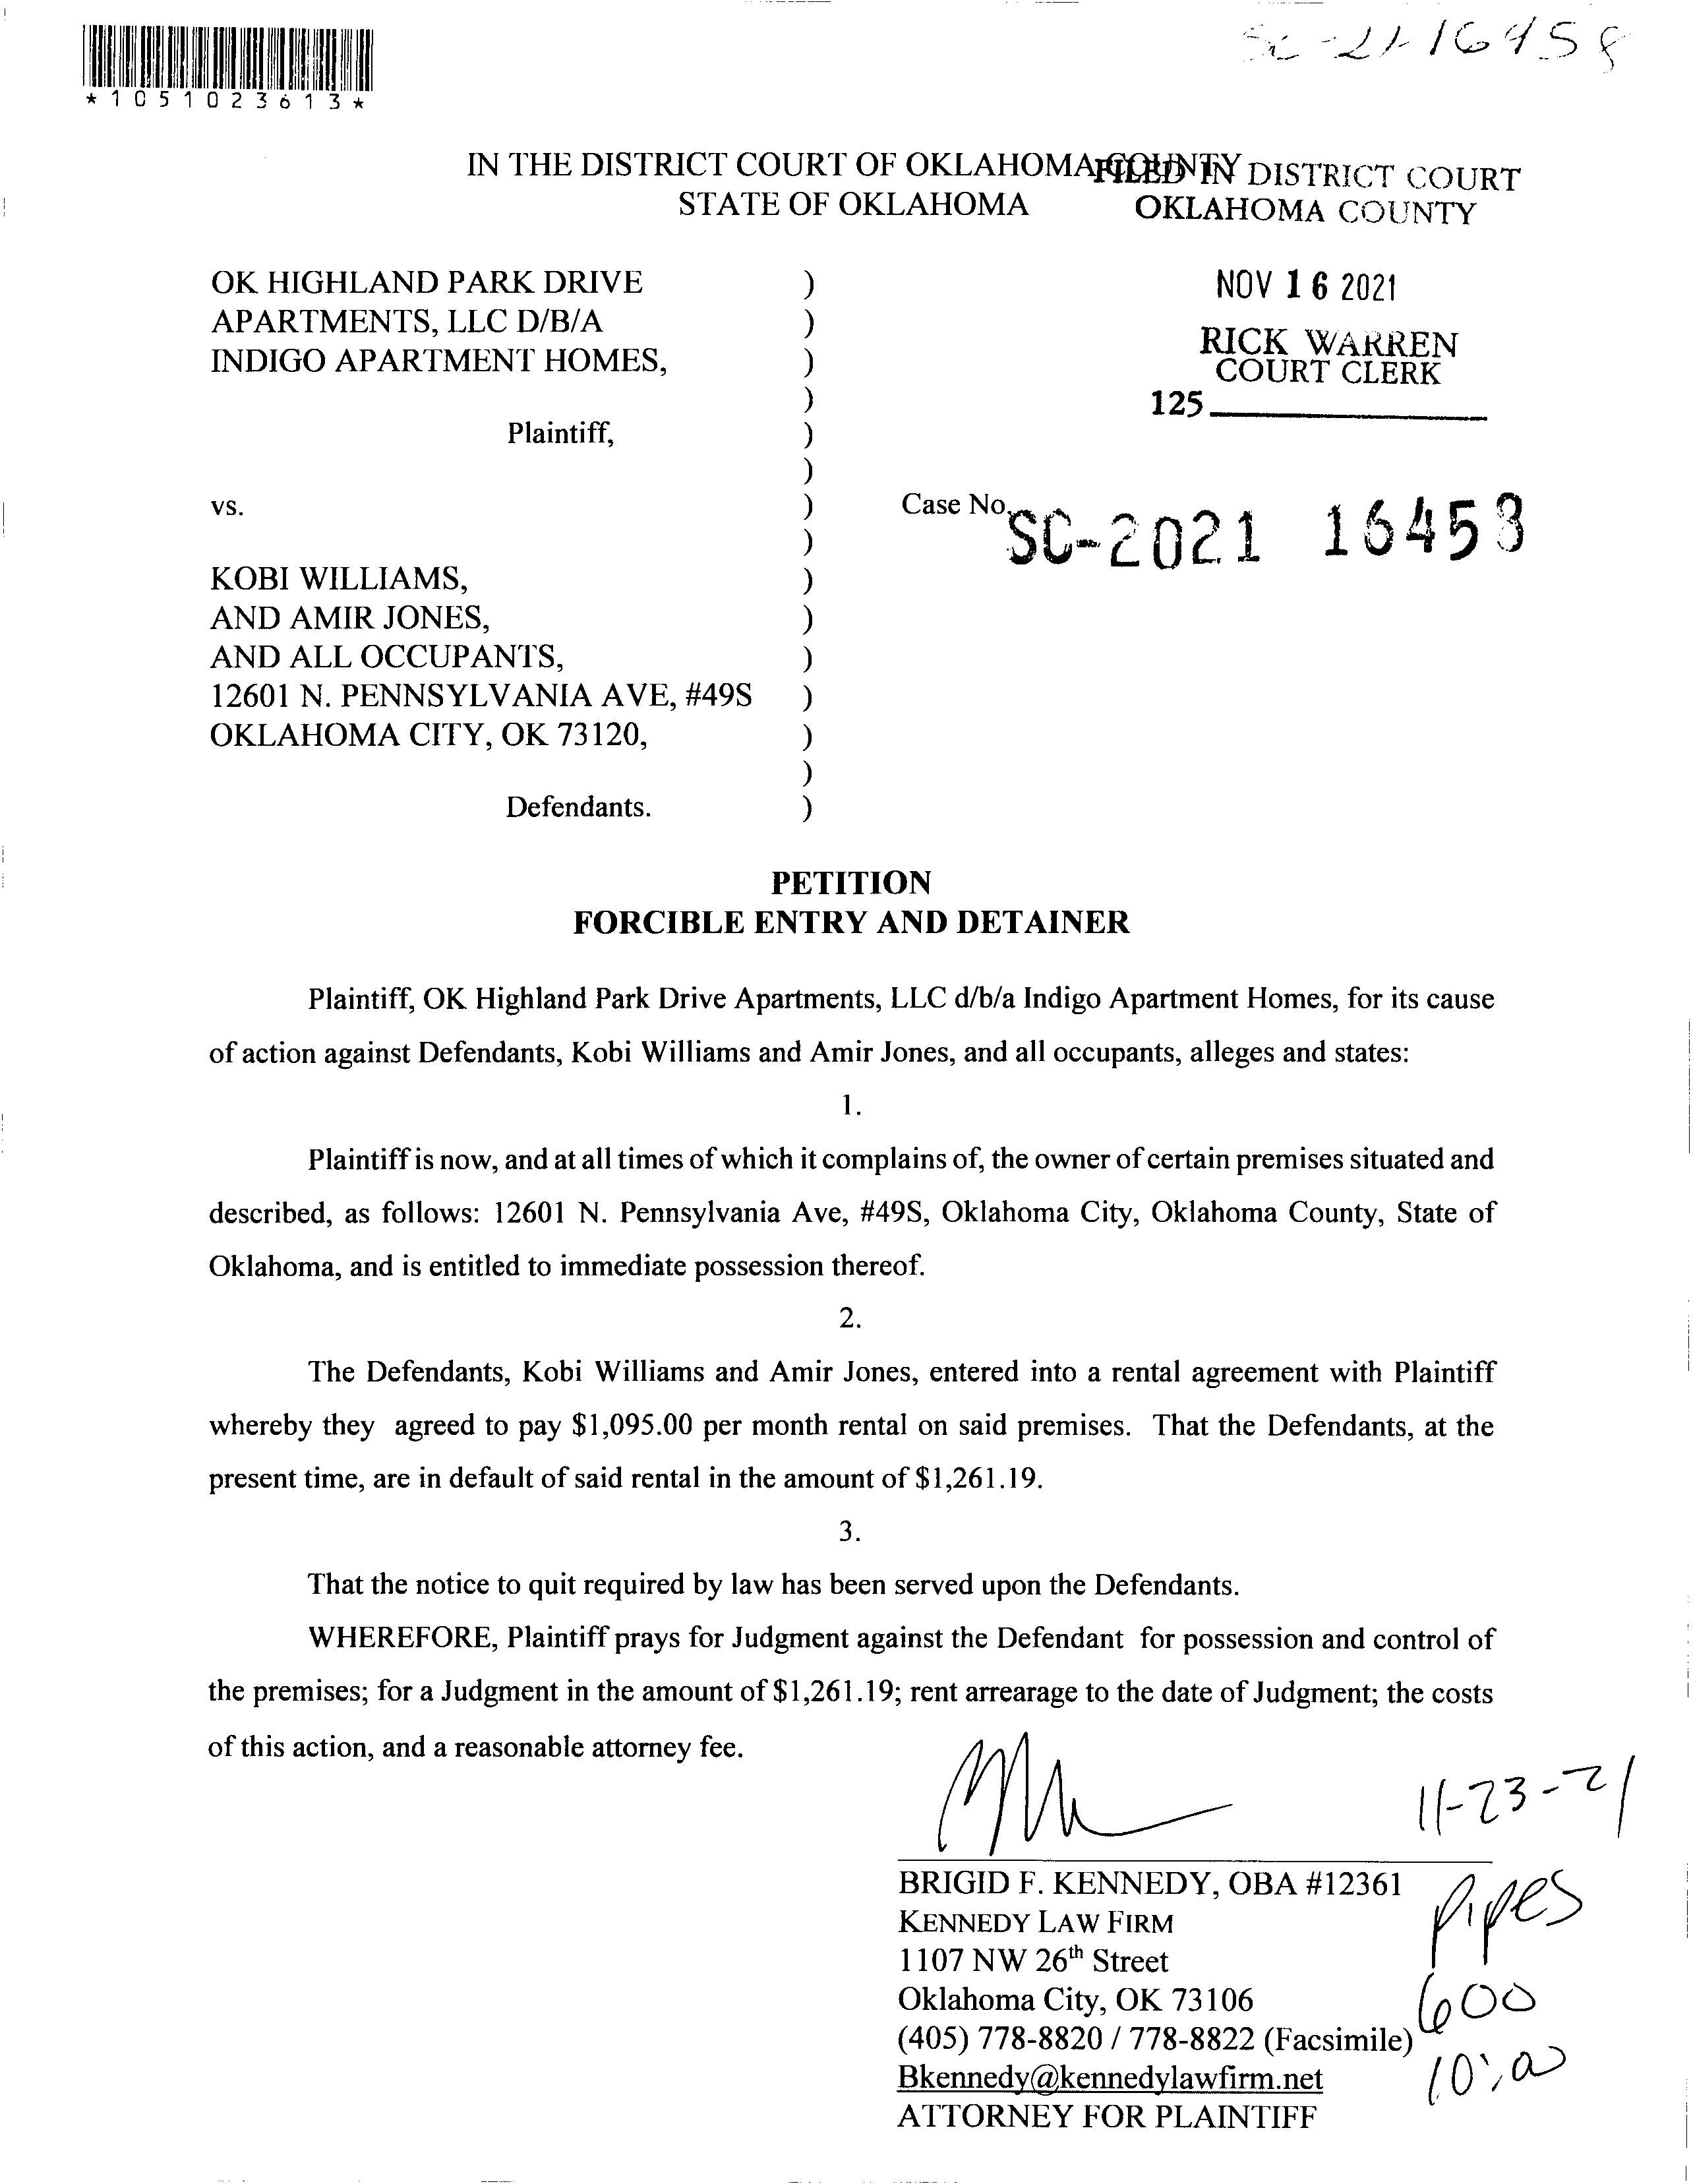 SC-21-16458
*1051023613*
IN THE DISTRICT COURT OF OKLAHOMA COUNTY
FILED IN DISTRICT COURT
STATE OF OKLAHOMA
OKLAHOMA COUNTY
OK HIGHLAND PARK DRIVE )
NOV 16 2021
APARTMENTS, LLC D/B/A )
RICK WARREN
INDIGO APARTMENT HOMES, )
COURT CLERK
)
125
Plaintiff, )
)
vs. )
Case No. SC-2021 16458
)
KOBI WILLIAMS, )
AND AMIR JONES, )
AND ALL OCCUPANTS, )
12601 N. PENNSYLVANIA AVE, #49S )
OKLAHOMA CITY, OK 73120, )
)
Defendants. )
PETITION
FORCIBLE ENTRY AND DETAINER
Plaintiff, OK Highland Park Drive Apartments, LLC d/b/a Indigo Apartment Homes, for its cause
of action against Defendants, Kobi Williams and Amir Jones, and all occupants, alleges and states:
1.
Plaintiff is now, and at all times of which it complains of, the owner of certain premises situated and
described, as follows: 12601 N. Pennsylvania Ave, #49S, Oklahoma City, Oklahoma County, State of
Oklahoma, and is entitled to immediate possession thereof.
2.
The Defendants, Kobi Williams and Amir Jones, entered into a rental agreement with Plaintiff
whereby they agreed to pay $1,095.00 per month rental on said premises. That the Defendants, at the
present time, are in default of said rental in the amount of $1,261.19.
3.
That the notice to quit required by law has been served upon the Defendants.
WHEREFORE, Plaintiff prays for Judgment against the Defendant for possession and control of
the premises; for a Judgment in the amount of $1,261.19; rent arrearage to the date of Judgment; the costs
of this action, and a reasonable attorney fee.
11-23-21
BRIGID F. KENNEDY, OBA #12361
Pipes
KENNEDY LAW FIRM
1107 NW 26th Street
Oklahoma City, OK 73106
600
(405) 778-8820 / 778-8822 (Facsimile)
Bkennedy@kennedylawfirm.net
10:00
ATTORNEY FOR PLAINTIFF